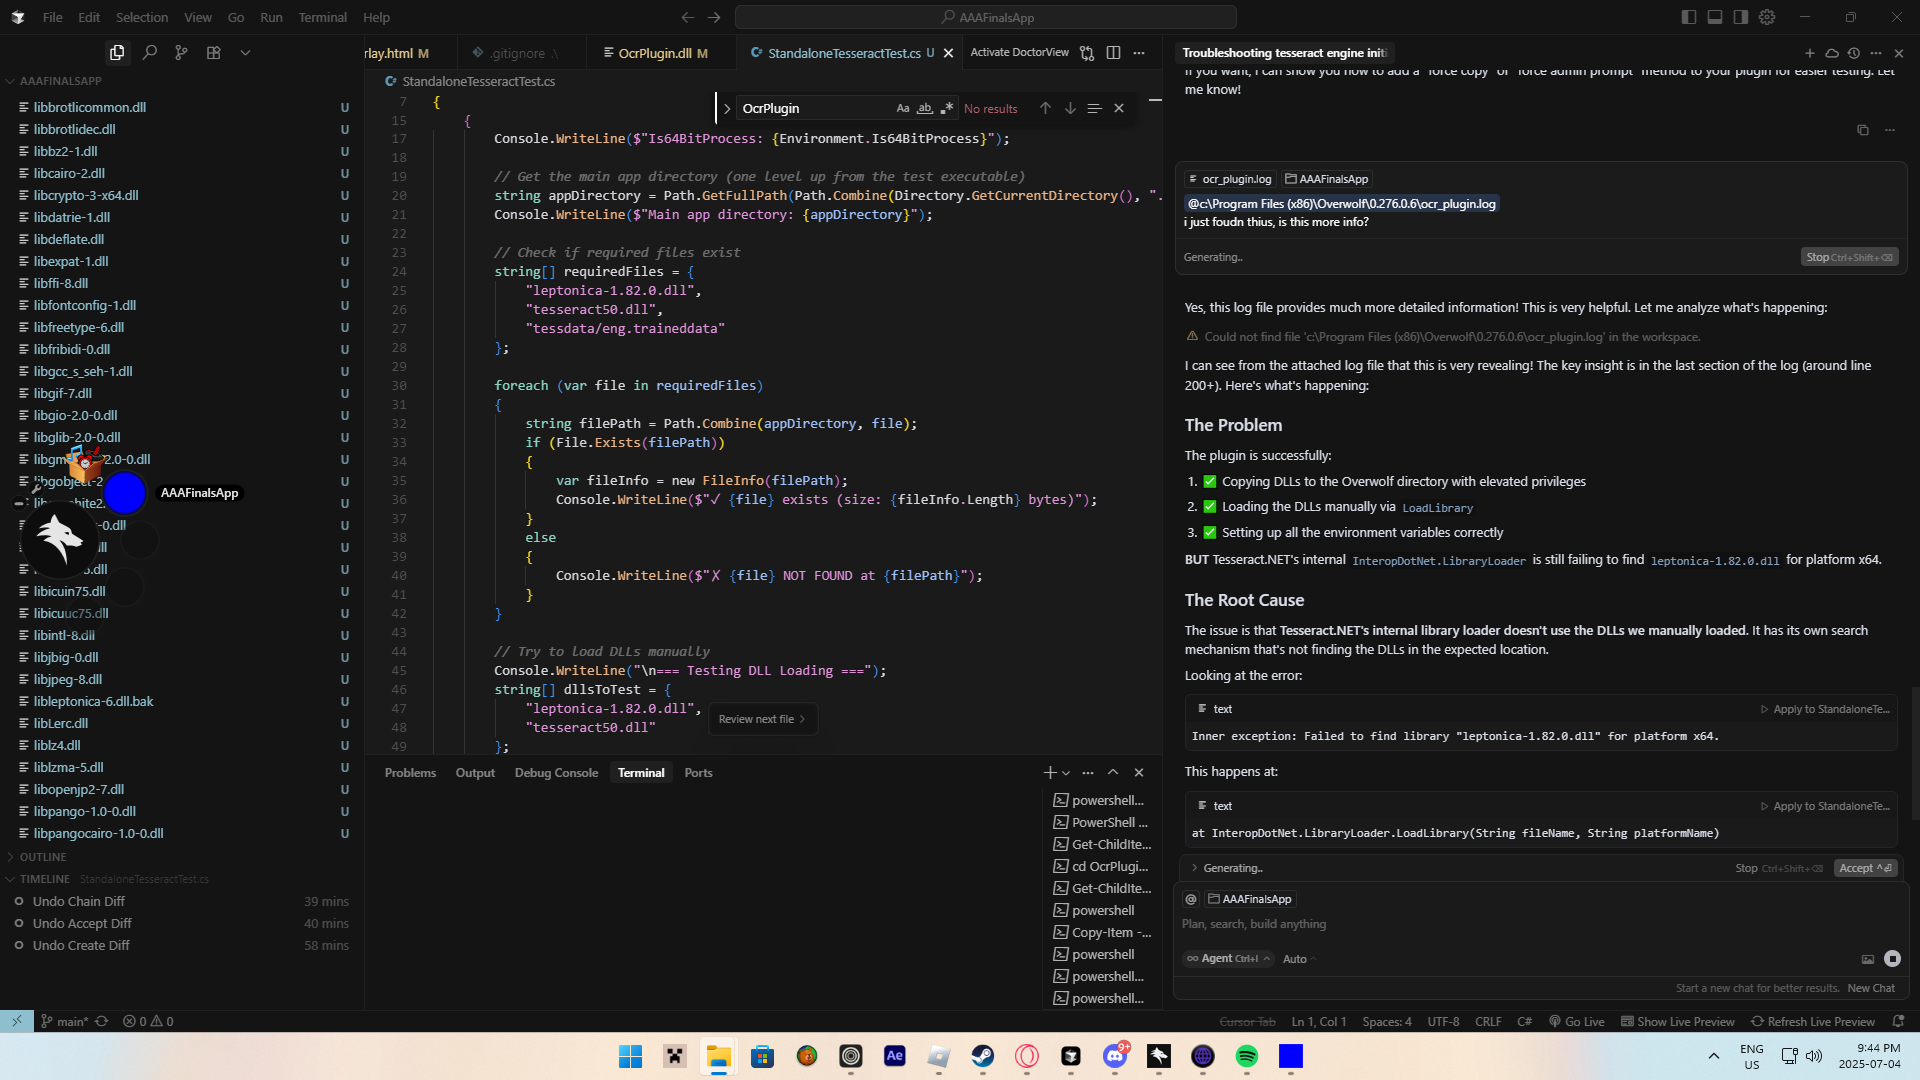 File Edit Selection View Go Run Terminal Help
AAAFinalsApp
rlay.html M
.gitignore
OcrPlugin.dll M
StandaloneTesseractTest.cs U
Activate DoctorView
AAAFINALSAPP
libbrotlicommon.dll U
libbrotlidec.dll U
libbz2-1.dll U
libcairo-2.dll U
libcrypto-3-x64.dll U
libdatrie-1.dll U
libdeflate.dll U
libexpat-1.dll U
libffi-8.dll U
libfontconfig-1.dll U
libfreetype-6.dll U
libfribidi-0.dll U
libgcc_s_seh-1.dll U
libgif-7.dll U
libgio-2.0-0.dll U
libglib-2.0-0.dll U
libgm 2.0-0.dll U
libgobject-2 U
hite2. U
-0.dll U
ll U
.dll U
libicuin75.dll U
libicuuc75.dll U
libintl-8.dll U
libjbig-0.dll U
libjpeg-8.dll U
libleptonica-6.dll.bak U
libLerc.dll U
liblz4.dll U
liblzma-5.dll U
libopenjp2-7.dll U
libpango-1.0-0.dll U
libpangocairo-1.0-0.dll U
AAAFinalsApp
OUTLINE
TIMELINE StandaloneTesseractTest.cs
Undo Chain Diff 39 mins
Undo Accept Diff 40 mins
Undo Create Diff 58 mins
StandaloneTesseractTest.cs
OcrPlugin Aa ab No results
7 {
15 {
17 Console.WriteLine($"Is64BitProcess: {Environment.Is64BitProcess}");
18
19 // Get the main app directory (one level up from the test executable)
20 string appDirectory = Path.GetFullPath(Path.Combine(Directory.GetCurrentDirectory(), ".
21 Console.WriteLine($"Main app directory: {appDirectory}");
22
23 // Check if required files exist
24 string[] requiredFiles = {
25 "leptonica-1.82.0.dll",
26 "tesseract50.dll",
27 "tessdata/eng.traineddata"
28 };
29
30 foreach (var file in requiredFiles)
31 {
32 string filePath = Path.Combine(appDirectory, file);
33 if (File.Exists(filePath))
34 {
35 var fileInfo = new FileInfo(filePath);
36 Console.WriteLine($"✓ {file} exists (size: {fileInfo.Length} bytes)");
37 }
38 else
39 {
40 Console.WriteLine($"✗ {file} NOT FOUND at {filePath}");
41 }
42 }
43
44 // Try to load DLLs manually
45 Console.WriteLine("\n=== Testing DLL Loading ===");
46 string[] dllsToTest = {
47 "leptonica-1.82.0.dll",
48 "tesseract50.dll"
49 };
Review next file
Problems Output Debug Console Terminal Ports
powershell...
PowerShell ...
Get-ChildIte...
cd OcrPlugi...
Get-ChildIte...
powershell
Copy-Item -...
powershell
powershell...
powershell...
Troubleshooting tesseract engine initi
If you want, I can show you how to add a "force copy" or "force admin prompt" method to your plugin for easier testing. Let
me know!
ocr_plugin.log AAAFinalsApp
@c:\Program Files (x86)\Overwolf\0.276.0.6\ocr_plugin.log
i just foudn thius, is this more info?
Generating..
Stop Ctrl+Shift+⌫
Yes, this log file provides much more detailed information! This is very helpful. Let me analyze what's happening:
Could not find file 'c:\Program Files (x86)\Overwolf\0.276.0.6\ocr_plugin.log' in the workspace.
I can see from the attached log file that this is very revealing! The key insight is in the last section of the log (around line
200+). Here's what's happening:
The Problem
The plugin is successfully:
1. ✅ Copying DLLs to the Overwolf directory with elevated privileges
2. ✅ Loading the DLLs manually via LoadLibrary
3. ✅ Setting up all the environment variables correctly
BUT Tesseract.NET's internal InteropDotNet.LibraryLoader is still failing to find leptonica-1.82.0.dll for platform x64.
The Root Cause
The issue is that Tesseract.NET's internal library loader doesn't use the DLLs we manually loaded. It has its own search
mechanism that's not finding the DLLs in the expected location.
Looking at the error:
text Apply to StandaloneTe...
Inner exception: Failed to find library "leptonica-1.82.0.dll" for platform x64.
This happens at:
text Apply to StandaloneTe...
at InteropDotNet.LibraryLoader.LoadLibrary(String fileName, String platformName)
Generating.. Stop Ctrl+Shift+⌫ Accept ^⏎
@ AAAFinalsApp
Plan, search, build anything
Agent Ctrl+I Auto
Start a new chat for better results. New Chat
main* 0 0
Cursor Tab Ln 1, Col 1 Spaces: 4 UTF-8 CRLF C# Go Live Show Live Preview Refresh Live Preview
Ae
9+
ENG
US
9:44 PM
2025-07-04